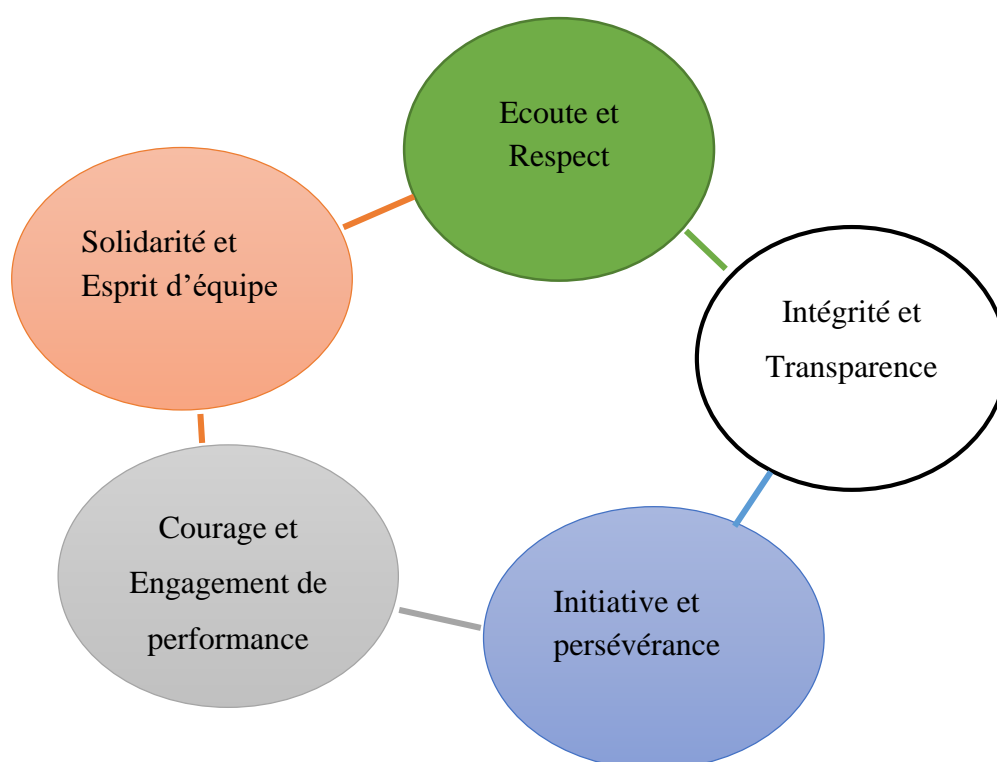 Ecoute et
Respect
Solidarité et
Esprit d’équipe
Intégrité et
Transparence
Courage et
Engagement de
performance
Initiative et
persévérance